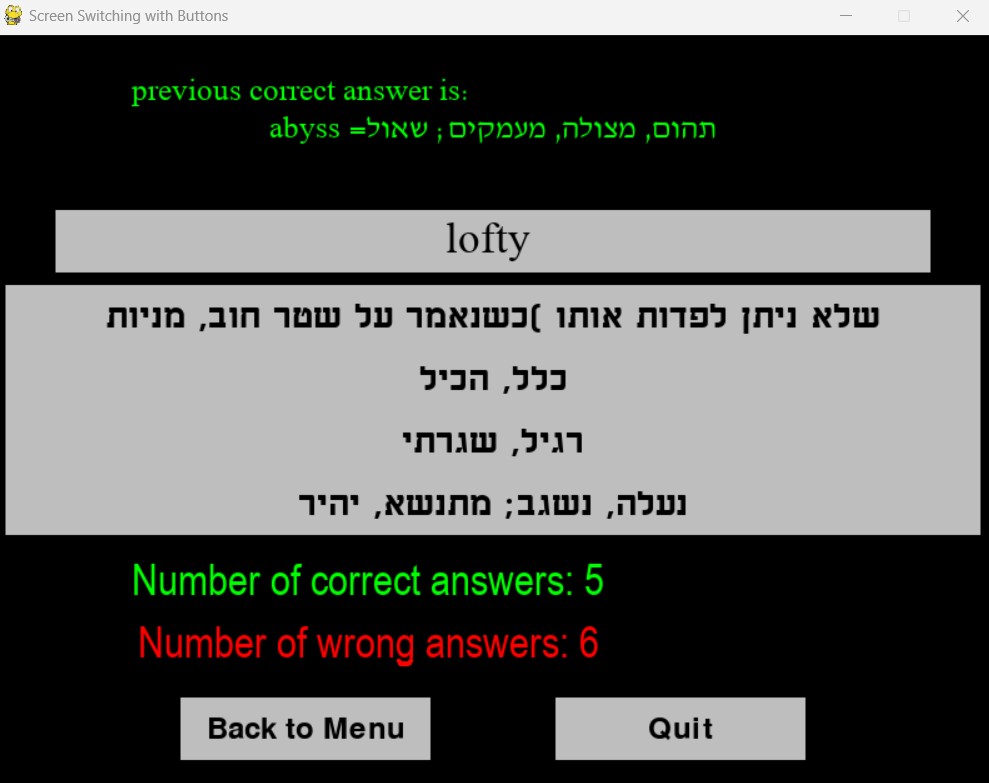 Screen Switching with Buttons
previous correct answer is:
abyss =תהום, מצולה, מעמקים; שאול
lofty
שלא ניתן לפדות אותו )כשנאמר על שטר חוב, מניות
כלל, הכיל
רגיל, שגרתי
נעלה, נשגב; מתנשא, יהיר
Number of correct answers: 5
Number of wrong answers: 6
Back to Menu
Quit